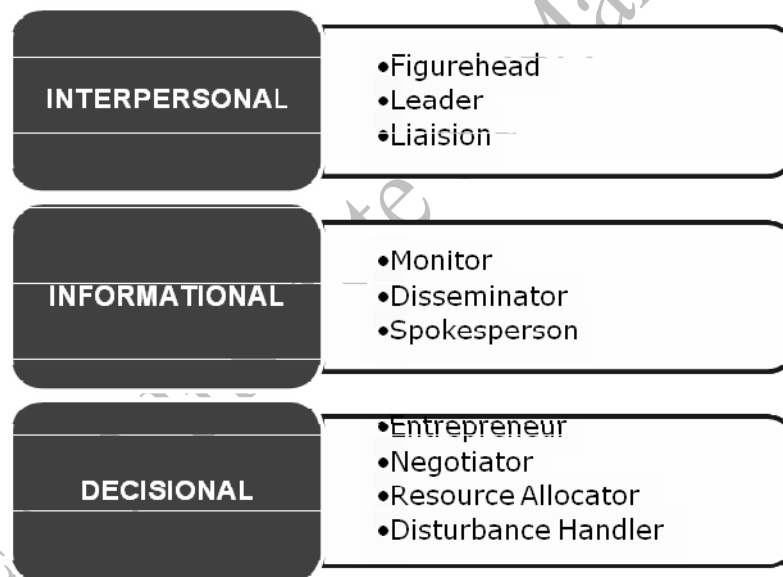 INTERPERSONAL
•Figurehead
•Leader
•Liaision
INFORMATIONAL
•Monitor
•Disseminator
•Spokesperson
DECISIONAL
•Entrepreneur
•Negotiator
•Resource Allocator
•Disturbance Handler